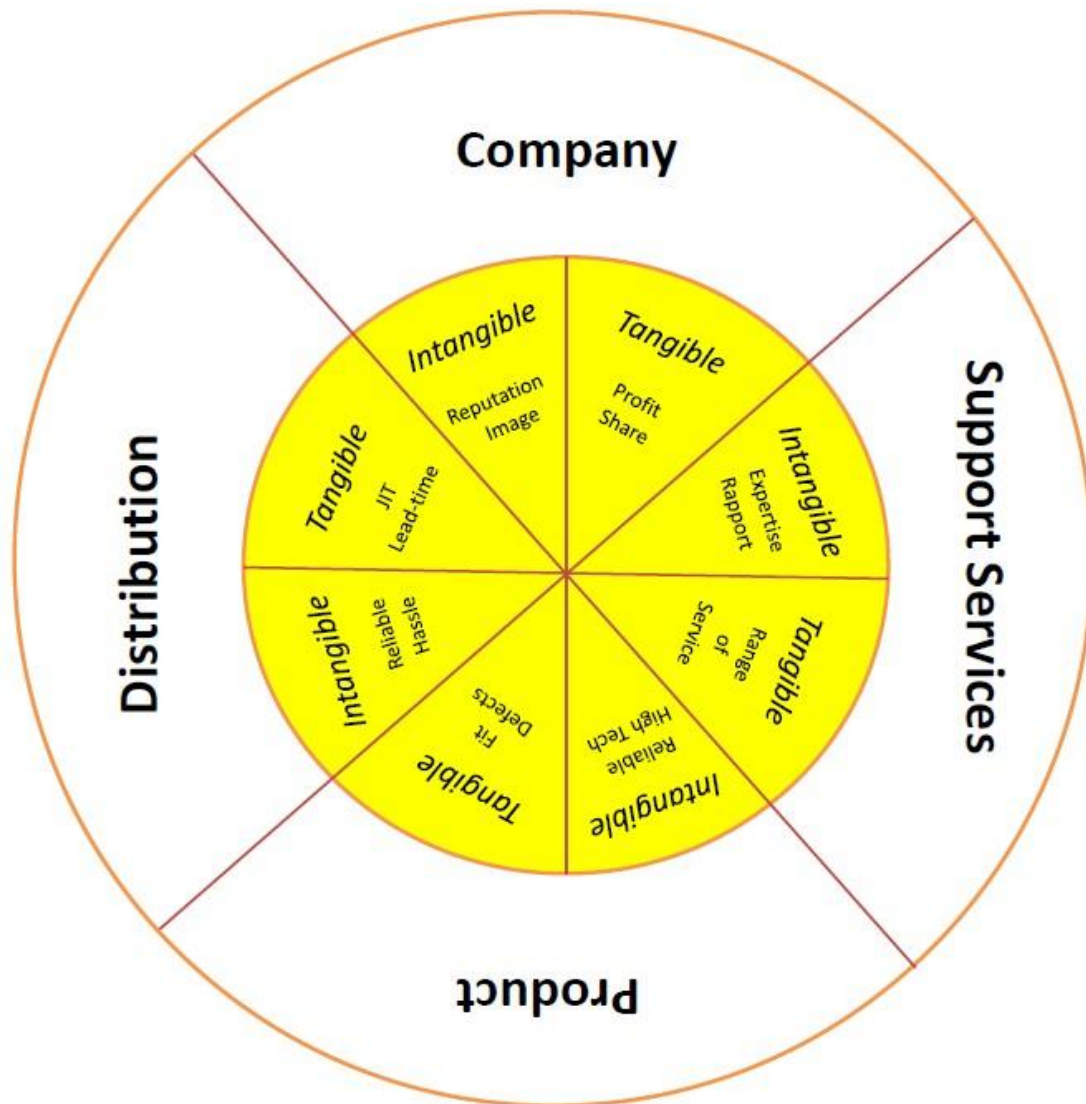 Company
Intangible
Reputation
Image
Tangible
Profit
Share
Support Services
Intangible
Expertise
Rapport
Tangible
Range
of
Service
Product
Intangible
Reliable
High Tech
Tangible
Fit
Defects
Distribution
Intangible
Reliable
Hassle
Tangible
JIT
Lead-time